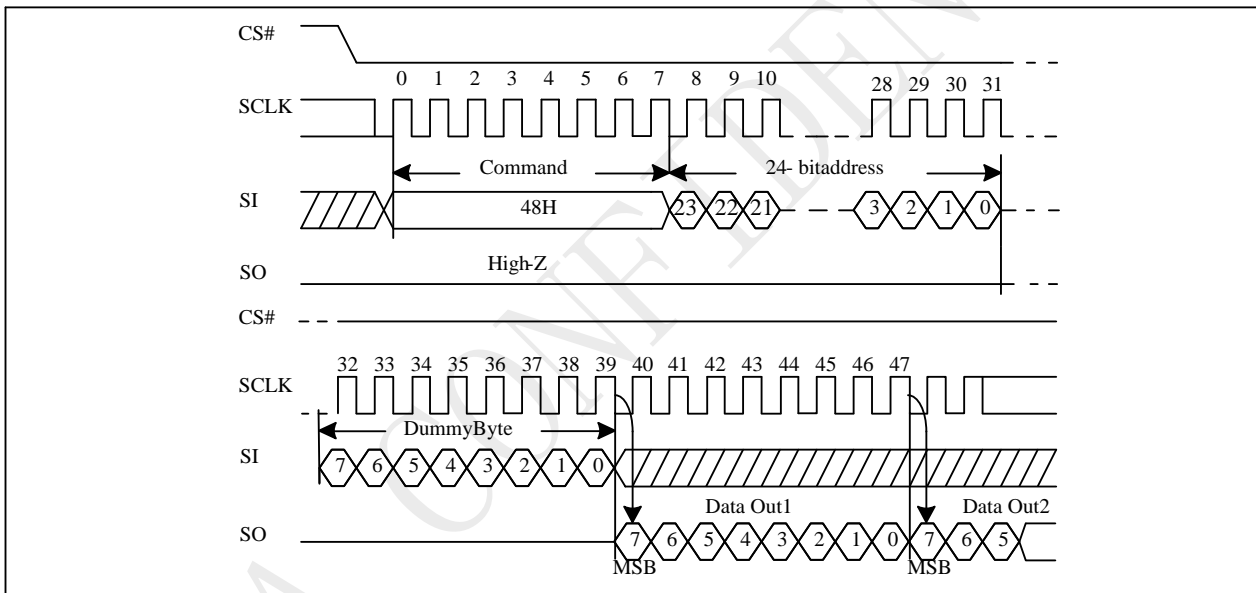 CS#
0 1 2 3 4 5 6 7 8 9 10 28 29 30 31
SCLK
Command 24- bitaddress
SI 48H 23 22 21 3 2 1 0
High-Z
SO
CS#
32 33 34 35 36 37 38 39 40 41 42 43 44 45 46 47
SCLK
DummyByte
SI 7 6 5 4 3 2 1 0
Data Out1 Data Out2
SO 7 6 5 4 3 2 1 0 7 6 5
MSB MSB